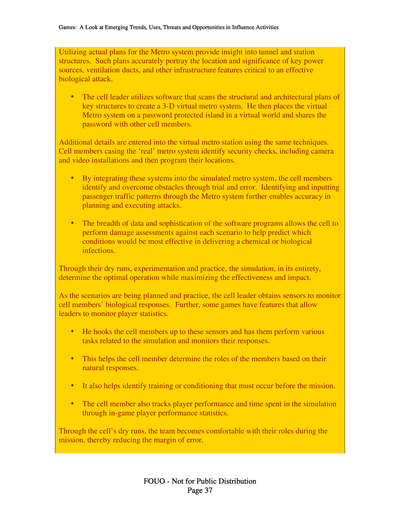 Games: A Look at Emerging Trends, Uses, Threats and Opportunities in Influence Activities
Utilizing actual plans for the Metro system provide insight into tunnel and station
structures. Such plans accurately portray the location and significance of key power
sources, ventilation ducts, and other infrastructure features critical to an effective
biological attack.
• The cell leader utilizes software that scans the structural and architectural plans of
key structures to create a 3-D virtual metro system. He then places the virtual
Metro system on a password protected island in a virtual world and shares the
password with other cell members.
Additional details are entered into the virtual metro station using the same techniques.
Cell members casing the ‘real’ metro system identify security checks, including camera
and video installations and then program their locations.
• By integrating these systems into the simulated metro system, the cell members
identify and overcome obstacles through trial and error. Identifying and inputting
passenger traffic patterns through the Metro system further enables accuracy in
planning and executing attacks.
• The breadth of data and sophistication of the software programs allows the cell to
perform damage assessments against each scenario to help predict which
conditions would be most effective in delivering a chemical or biological
infections.
Through their dry runs, experimentation and practice, the simulation, in its entirety,
determine the optimal operation while maximizing the effectiveness and impact.
As the scenarios are being planned and practice, the cell leader obtains sensors to monitor
cell members’ biological responses. Further, some games have features that allow
leaders to monitor player statistics.
• He hooks the cell members up to these sensors and has them perform various
tasks related to the simulation and monitors their responses.
• This helps the cell member determine the roles of the members based on their
natural responses.
• It also helps identify training or conditioning that must occur before the mission.
• The cell member also tracks player performance and time spent in the simulation
through in-game player performance statistics.
Through the cell’s dry runs, the team becomes comfortable with their roles during the
mission, thereby reducing the margin of error.
FOUO - Not for Public Distribution
Page 37